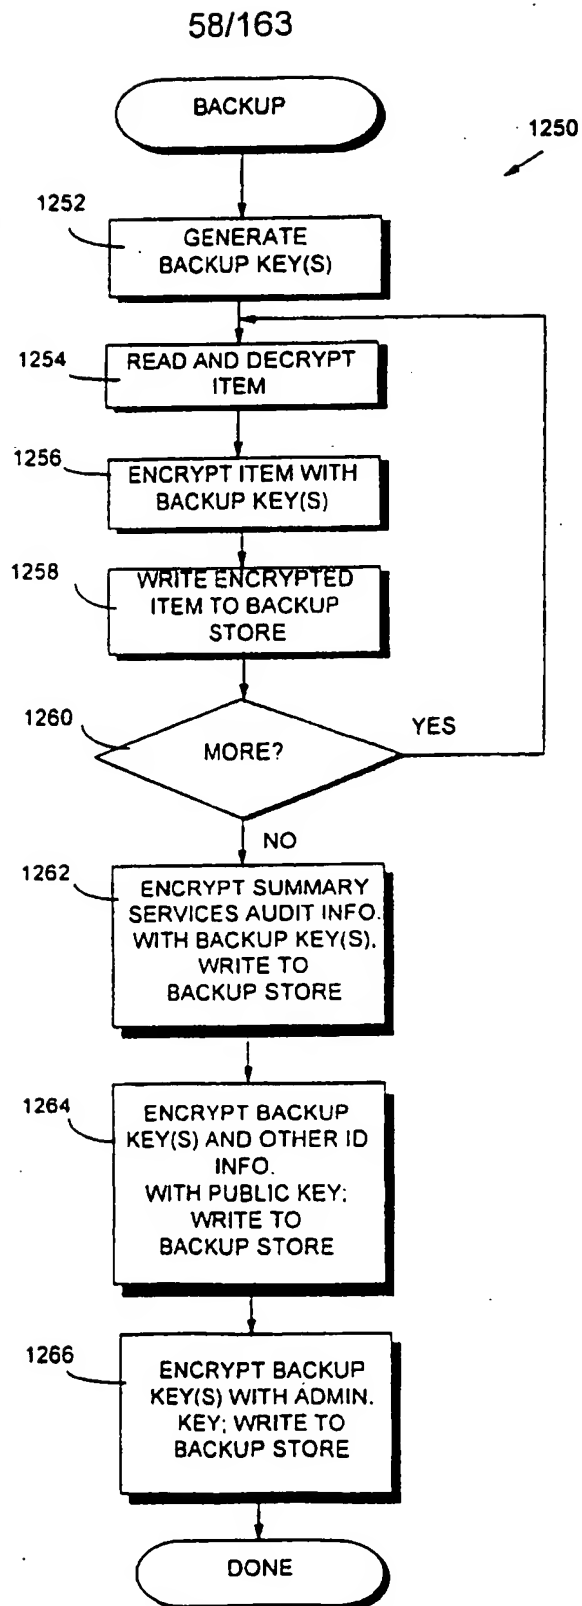 58/163
BACKUP
1250
1252
GENERATE
BACKUP KEY(S)
1254
READ AND DECRYPT
ITEM
1256
ENCRYPT ITEM WITH
BACKUP KEY(S)
1258
WRITE ENCRYPTED
ITEM TO BACKUP
STORE
1260
MORE?
YES
NO
1262
ENCRYPT SUMMARY
SERVICES AUDIT INFO.
WITH BACKUP KEY(S),
WRITE TO
BACKUP STORE
1264
ENCRYPT BACKUP
KEY(S) AND OTHER ID
INFO.
WITH PUBLIC KEY;
WRITE TO
BACKUP STORE
1266
ENCRYPT BACKUP
KEY(S) WITH ADMIN.
KEY; WRITE TO
BACKUP STORE
DONE